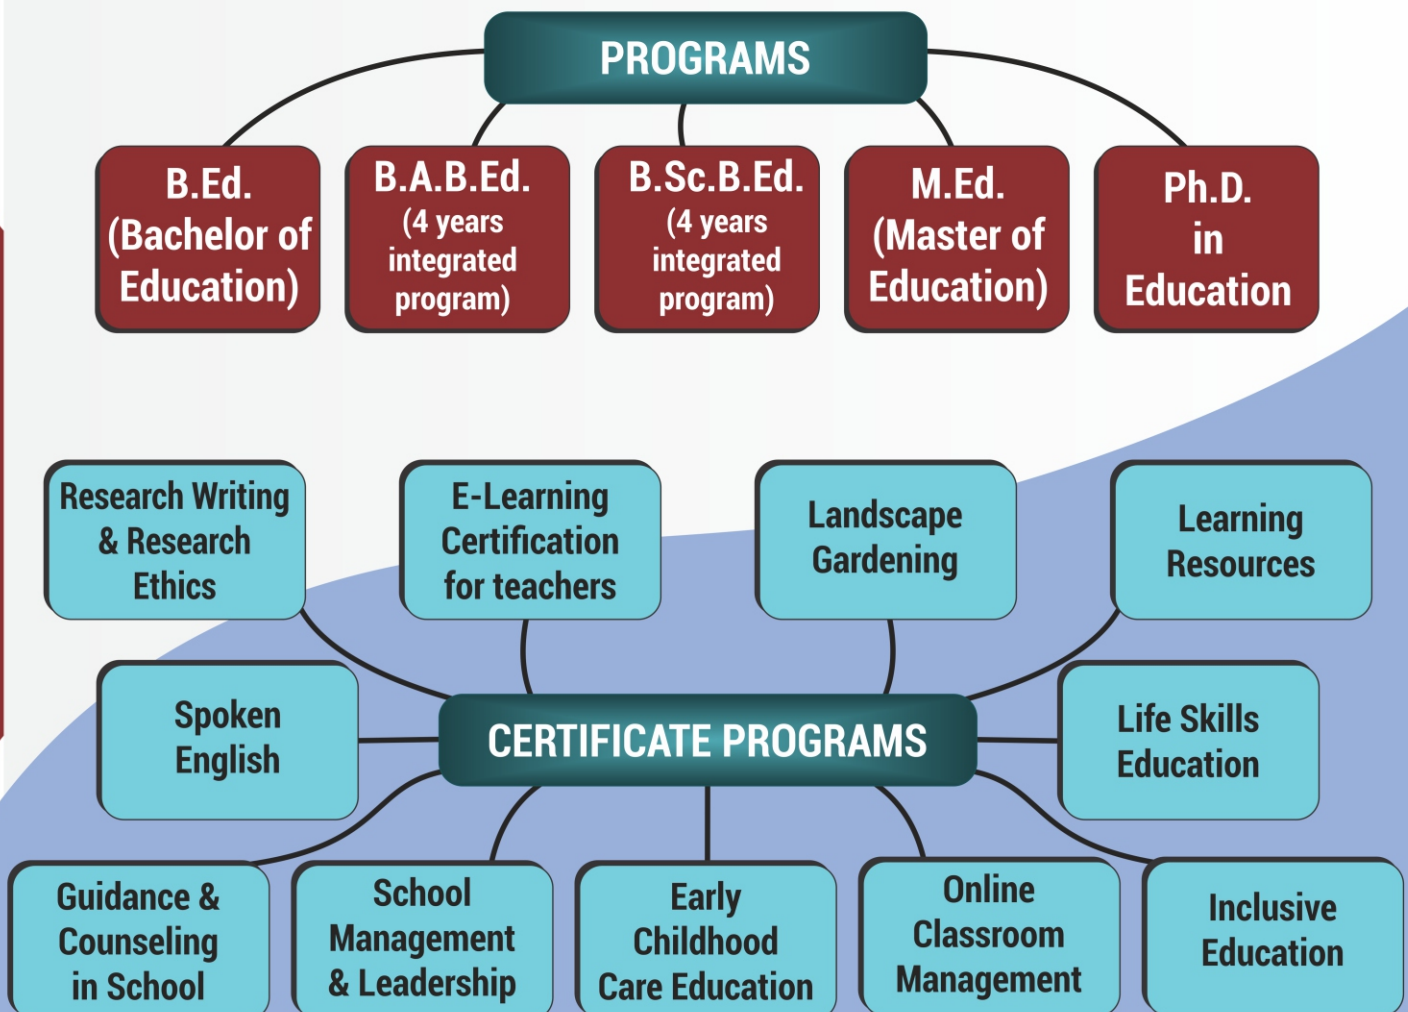 PROGRAMS
B.Ed.
(Bachelor of
Education)
B.A.B.Ed.
(4 years
integrated
program)
B.Sc.B.Ed.
(4 years
integrated
program)
M.Ed.
(Master of
Education)
Ph.D.
in
Education
Research Writing
& Research
Ethics
E-Learning
Certification
for teachers
Landscape
Gardening
Learning
Resources
Spoken
English
CERTIFICATE PROGRAMS
Life Skills
Education
Guidance &
Counseling
in School
School
Management
& Leadership
Early
Childhood
Care Education
Online
Classroom
Management
Inclusive
Education